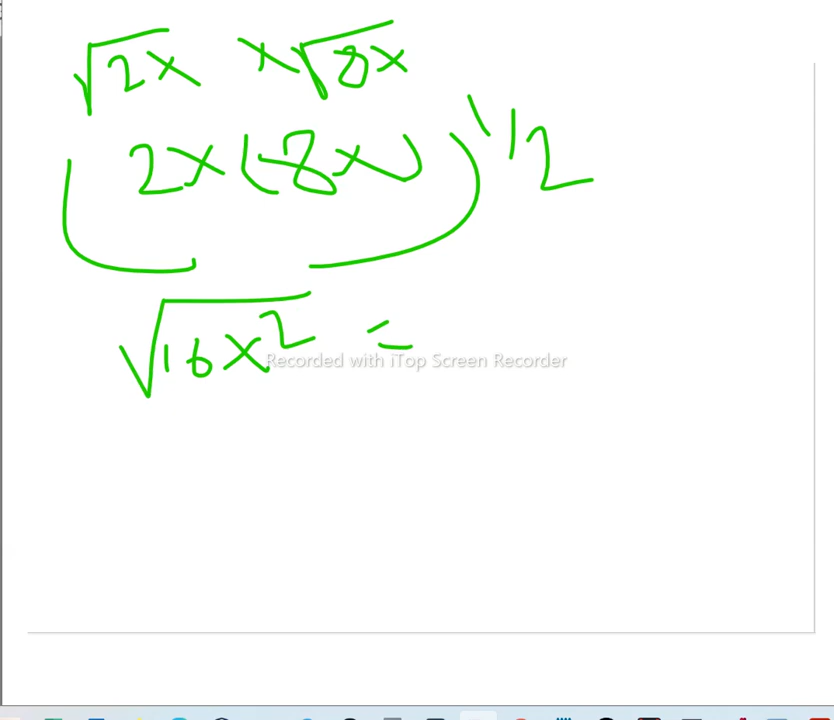 √2x × √8x
(2x(-8x))^1/2
√16x² =
Recorded with iTop Screen Recorder